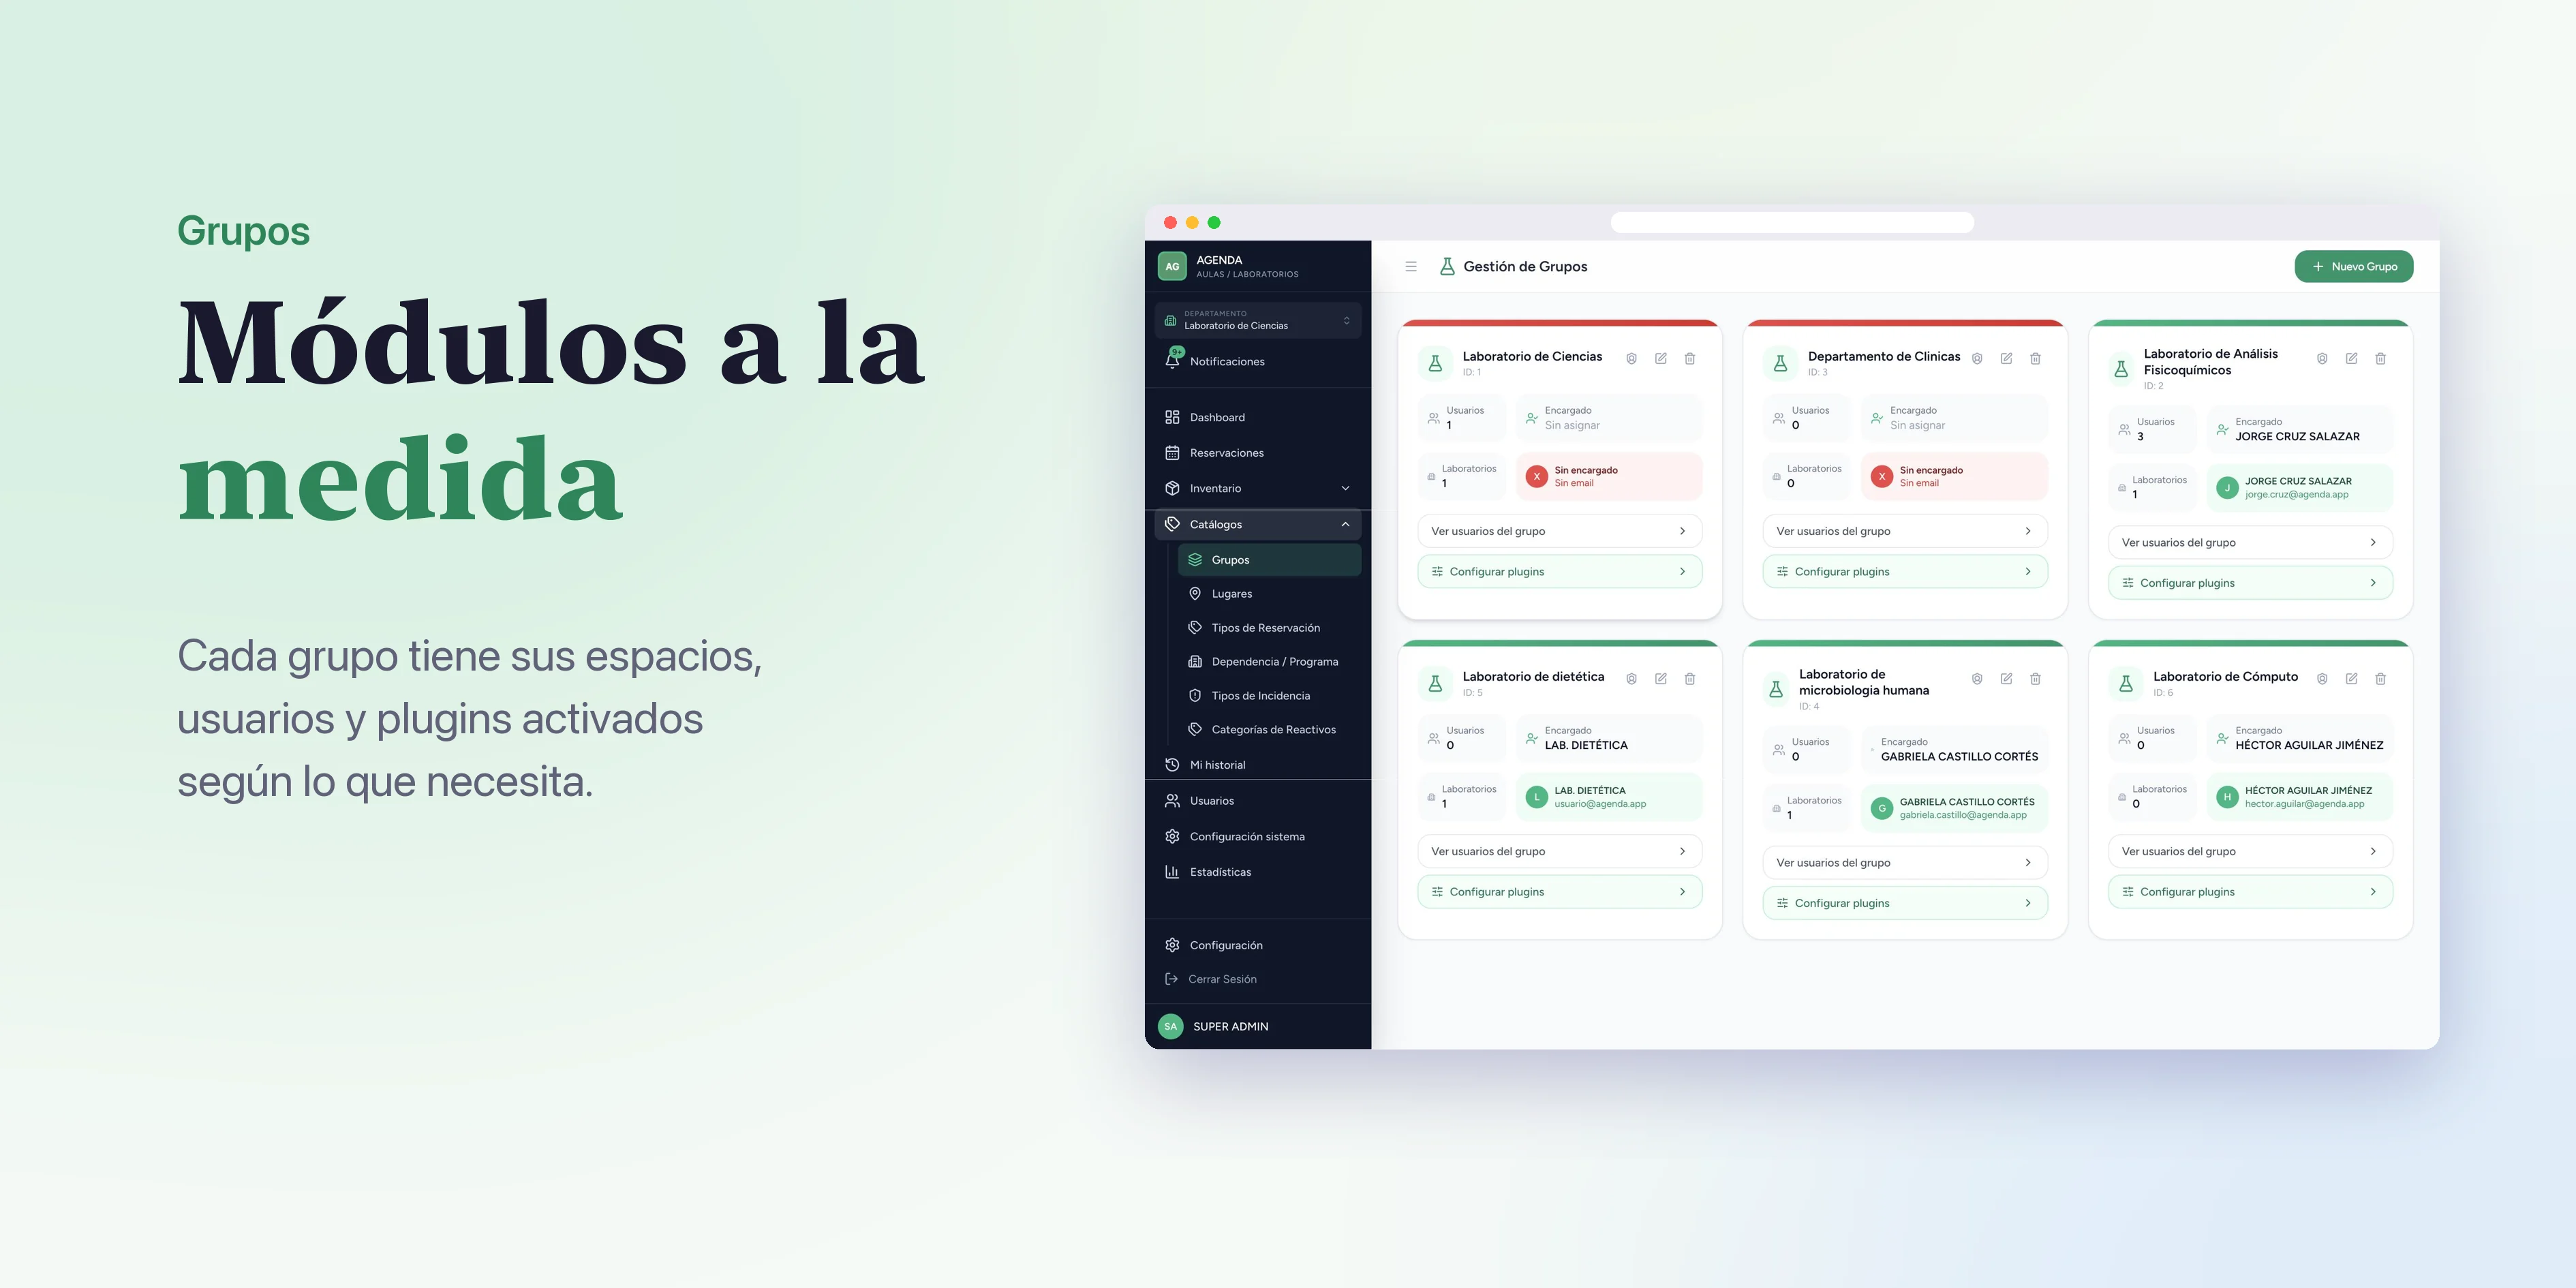 Grupos
Módulos a la
medida
Cada grupo tiene sus espacios,
usuarios y plugins activados
según lo que necesita.
AG
AGENDA
AULAS / LABORATORIOS
DEPARTAMENTO
Laboratorio de Ciencias
9+
Notificaciones
Dashboard
Reservaciones
Inventario
Catálogos
Grupos
Lugares
Tipos de Reservación
Dependencia / Programa
Tipos de Incidencia
Categorías de Reactivos
Mi historial
Usuarios
Configuración sistema
Estadísticas
Configuración
Cerrar Sesión
SA
SUPER ADMIN
Gestión de Grupos
Nuevo Grupo
Laboratorio de Ciencias
ID: 1
Usuarios
1
Encargado
Sin asignar
Laboratorios
1
X
Sin encargado
Sin email
Ver usuarios del grupo
Configurar plugins
Departamento de Clinicas
ID: 3
Usuarios
0
Encargado
Sin asignar
Laboratorios
0
X
Sin encargado
Sin email
Ver usuarios del grupo
Configurar plugins
Laboratorio de Análisis
Fisicoquímicos
ID: 2
Usuarios
3
Encargado
JORGE CRUZ SALAZAR
Laboratorios
1
J
JORGE CRUZ SALAZAR
jorge.cruz@agenda.app
Ver usuarios del grupo
Configurar plugins
Laboratorio de dietética
ID: 5
Usuarios
0
Encargado
LAB. DIETÉTICA
Laboratorios
1
L
LAB. DIETÉTICA
usuario@agenda.app
Ver usuarios del grupo
Configurar plugins
Laboratorio de
microbiologia humana
ID: 4
Usuarios
0
Encargado
GABRIELA CASTILLO CORTÉS
Laboratorios
1
G
GABRIELA CASTILLO CORTÉS
gabriela.castillo@agenda.app
Ver usuarios del grupo
Configurar plugins
Laboratorio de Cómputo
ID: 6
Usuarios
0
Encargado
HÉCTOR AGUILAR JIMÉNEZ
Laboratorios
0
H
HÉCTOR AGUILAR JIMÉNEZ
hector.aguilar@agenda.app
Ver usuarios del grupo
Configurar plugins